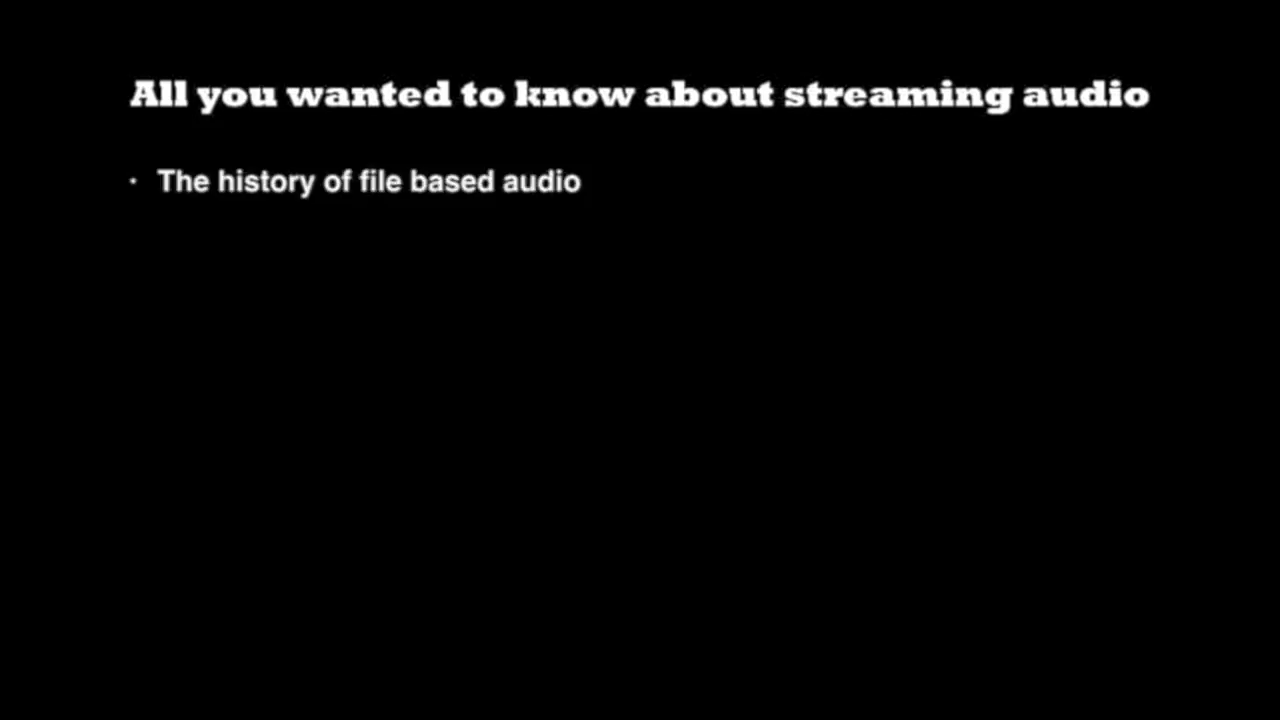 All you wanted to know about streaming audio
• The history of file based audio